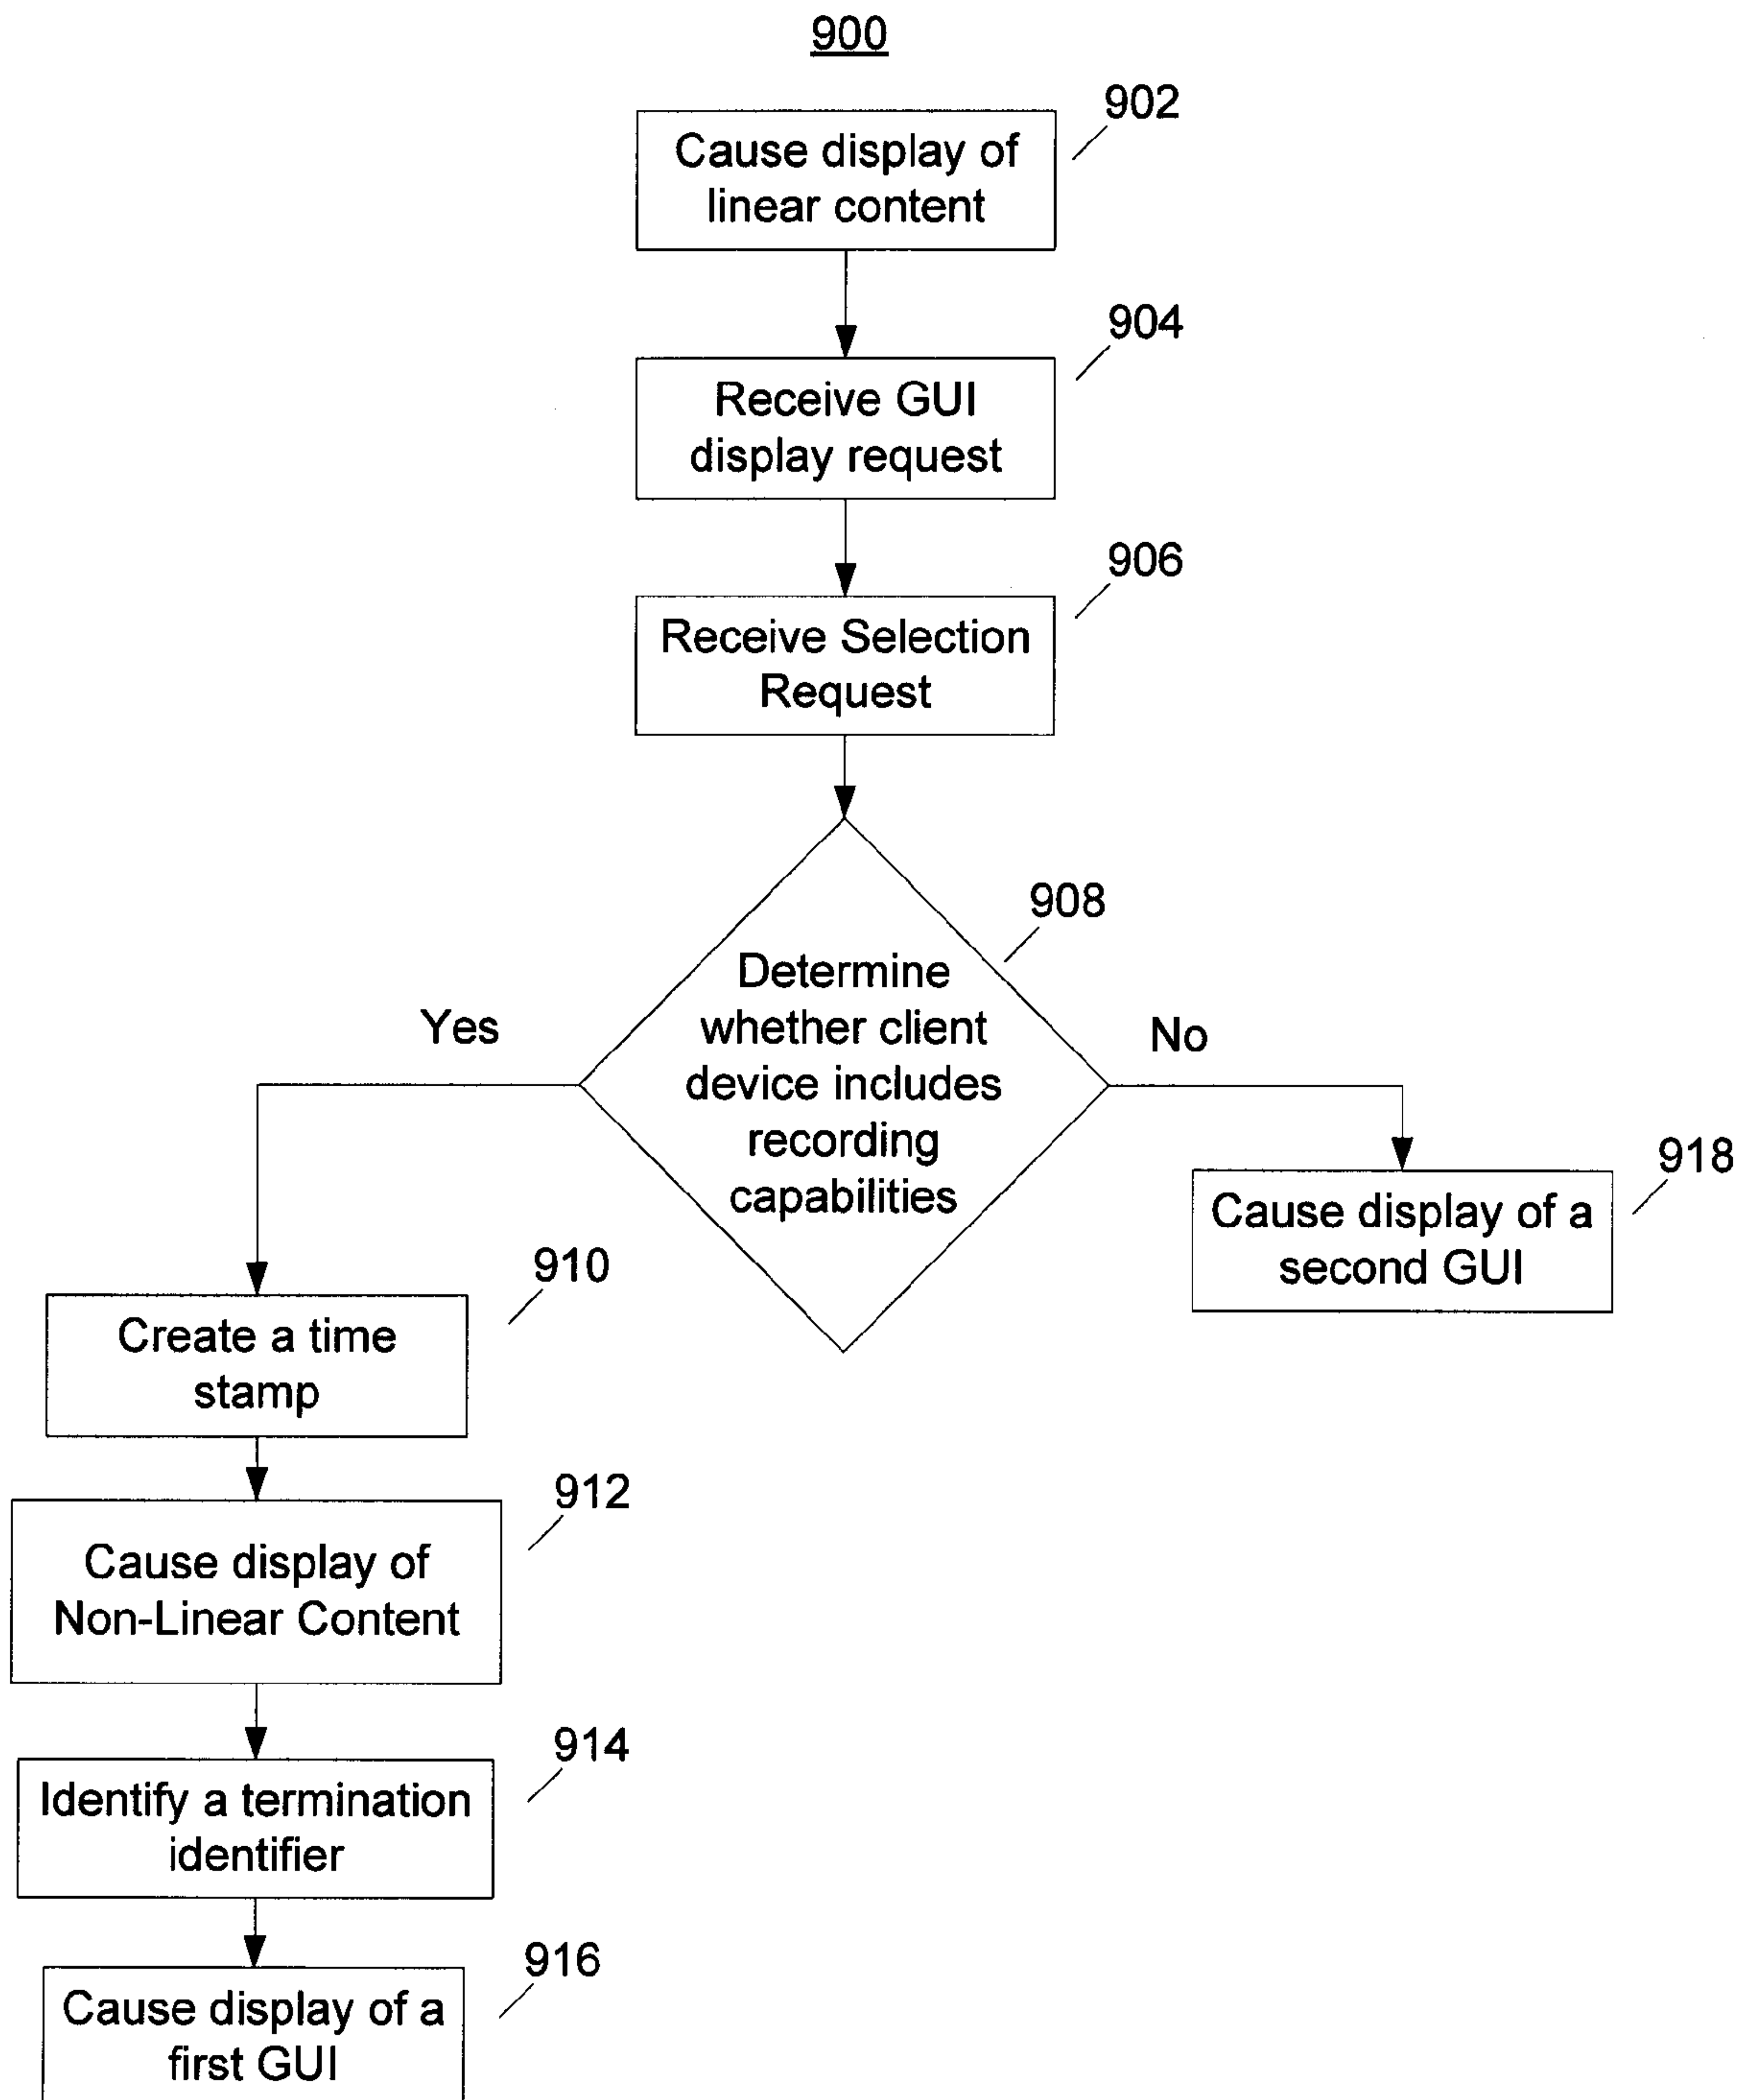 900
902
Cause display of
linear content
904
Receive GUI
display request
906
Receive Selection
Request
908
Determine
whether client
device includes
recording
capabilities
Yes
No
918
Cause display of a
second GUI
910
Create a time
stamp
912
Cause display of
Non-Linear Content
914
Identify a termination
identifier
916
Cause display of a
first GUI